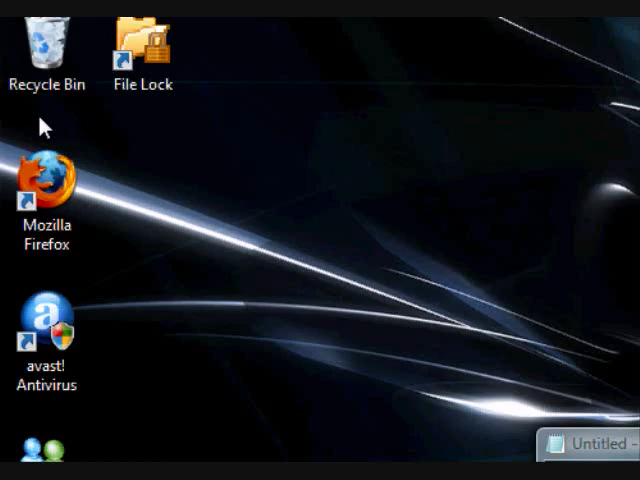 Recycle Bin
File Lock
Mozilla
Firefox
avast!
Antivirus
Untitled -